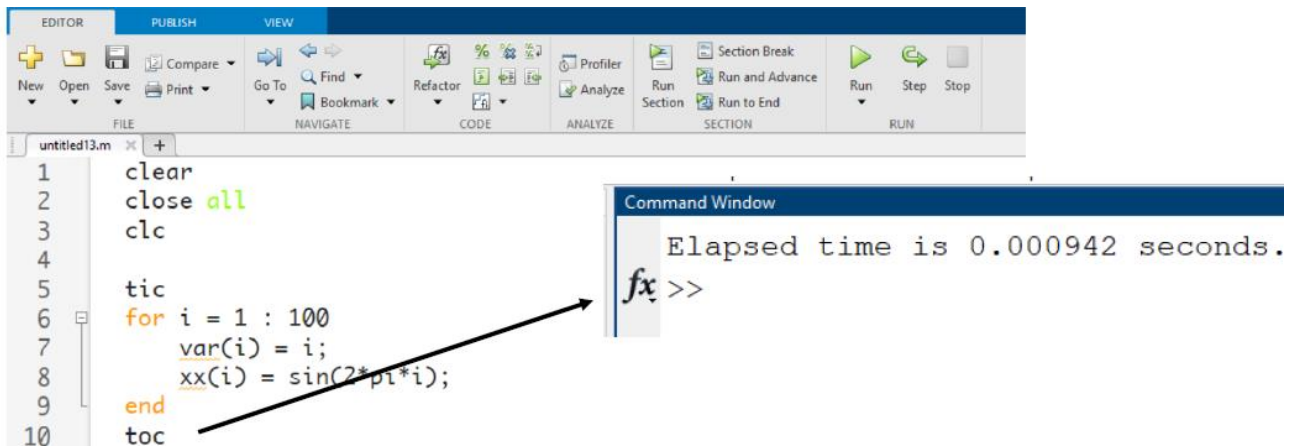 EDITOR PUBLISH VIEW
New Open Save Compare Print
FILE
Go To Find Bookmark
NAVIGATE
Refactor fx %
CODE
Profiler Analyze
ANALYZE
Run Section Section Break Run and Advance Run to End
SECTION
Run Step Stop
RUN
untitled13.m × +
1 clear
2 close all
3 clc
4
5 tic
6 for i = 1 : 100
7 var(i) = i;
8 xx(i) = sin(2*pi*i);
9 end
10 toc
Command Window
Elapsed time is 0.000942 seconds.
fx >>